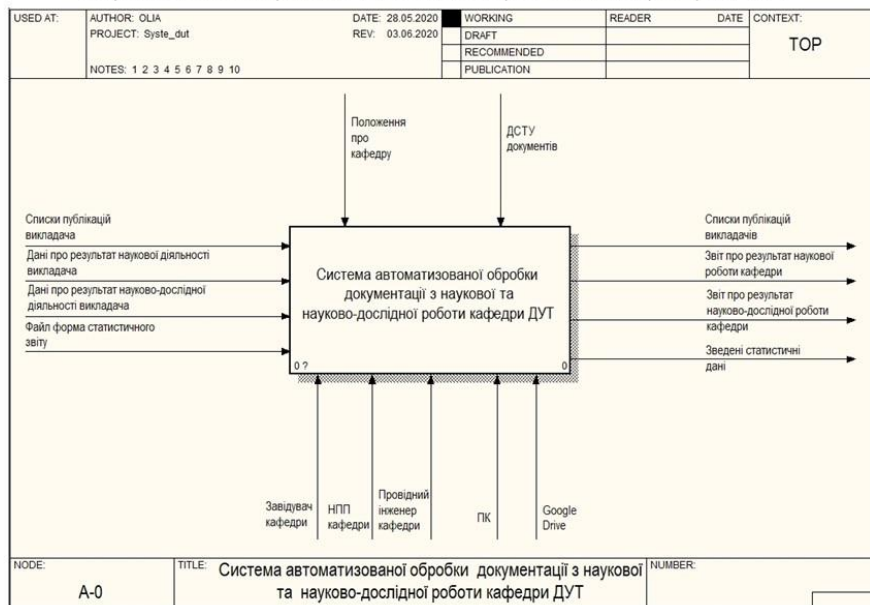 USED AT:
AUTHOR: OLIA
DATE: 28.05.2020
WORKING
READER
DATE
CONTEXT:
PROJECT: Syste_dut
REV: 03.06.2020
DRAFT
TOP
RECOMMENDED
NOTES: 1 2 3 4 5 6 7 8 9 10
PUBLICATION
Положення
про
кафедру
ДСТУ
документів
Списки публікацій
викладача
Дані про результат наукової діяльності
викладача
Дані про результат науково-дослідної
діяльності викладача
Файл форма статистичного
звіту
Система автоматизованої обробки
документації з наукової та
науково-дослідної роботи кафедри ДУТ
0 ?
0
Списки публікацій
викладачів
Звіт про результат наукової
роботи кафедри
Звіт про результат
науково-дослідної роботи
кафедри
Зведені статистичні
дані
Завідувач
кафедри
НПП
кафедри
Провідний
інженер
кафедри
ПК
Google
Drive
NODE:
A-0
TITLE:
Система автоматизованої обробки документації з наукової
та науково-дослідної роботи кафедри ДУТ
NUMBER: